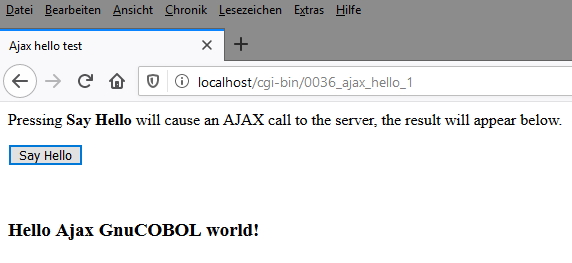 Datei Bearbeiten Ansicht Chronik Lesezeichen Extras Hilfe
Ajax hello test
localhost/cgi-bin/0036_ajax_hello_1
Pressing Say Hello will cause an AJAX call to the server, the result will appear below.
Say Hello
Hello Ajax GnuCOBOL world!